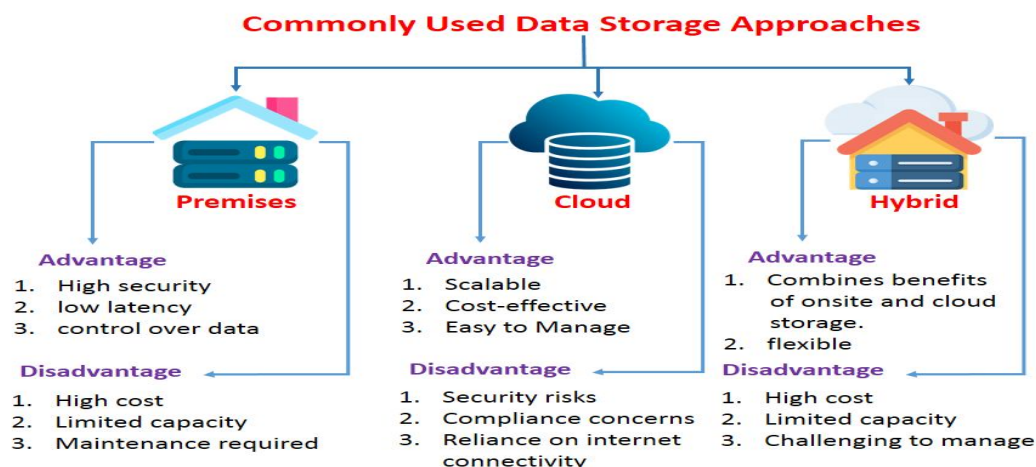 Commonly Used Data Storage Approaches
Premises
Advantage
1. High security
2. low latency
3. control over data
Disadvantage
1. High cost
2. Limited capacity
3. Maintenance required
Cloud
Advantage
1. Scalable
2. Cost-effective
3. Easy to Manage
Disadvantage
1. Security risks
2. Compliance concerns
3. Reliance on internet
connectivity
Hybrid
Advantage
1. Combines benefits
of onsite and cloud
storage.
2. flexible
Disadvantage
1. High cost
2. Limited capacity
3. Challenging to manage